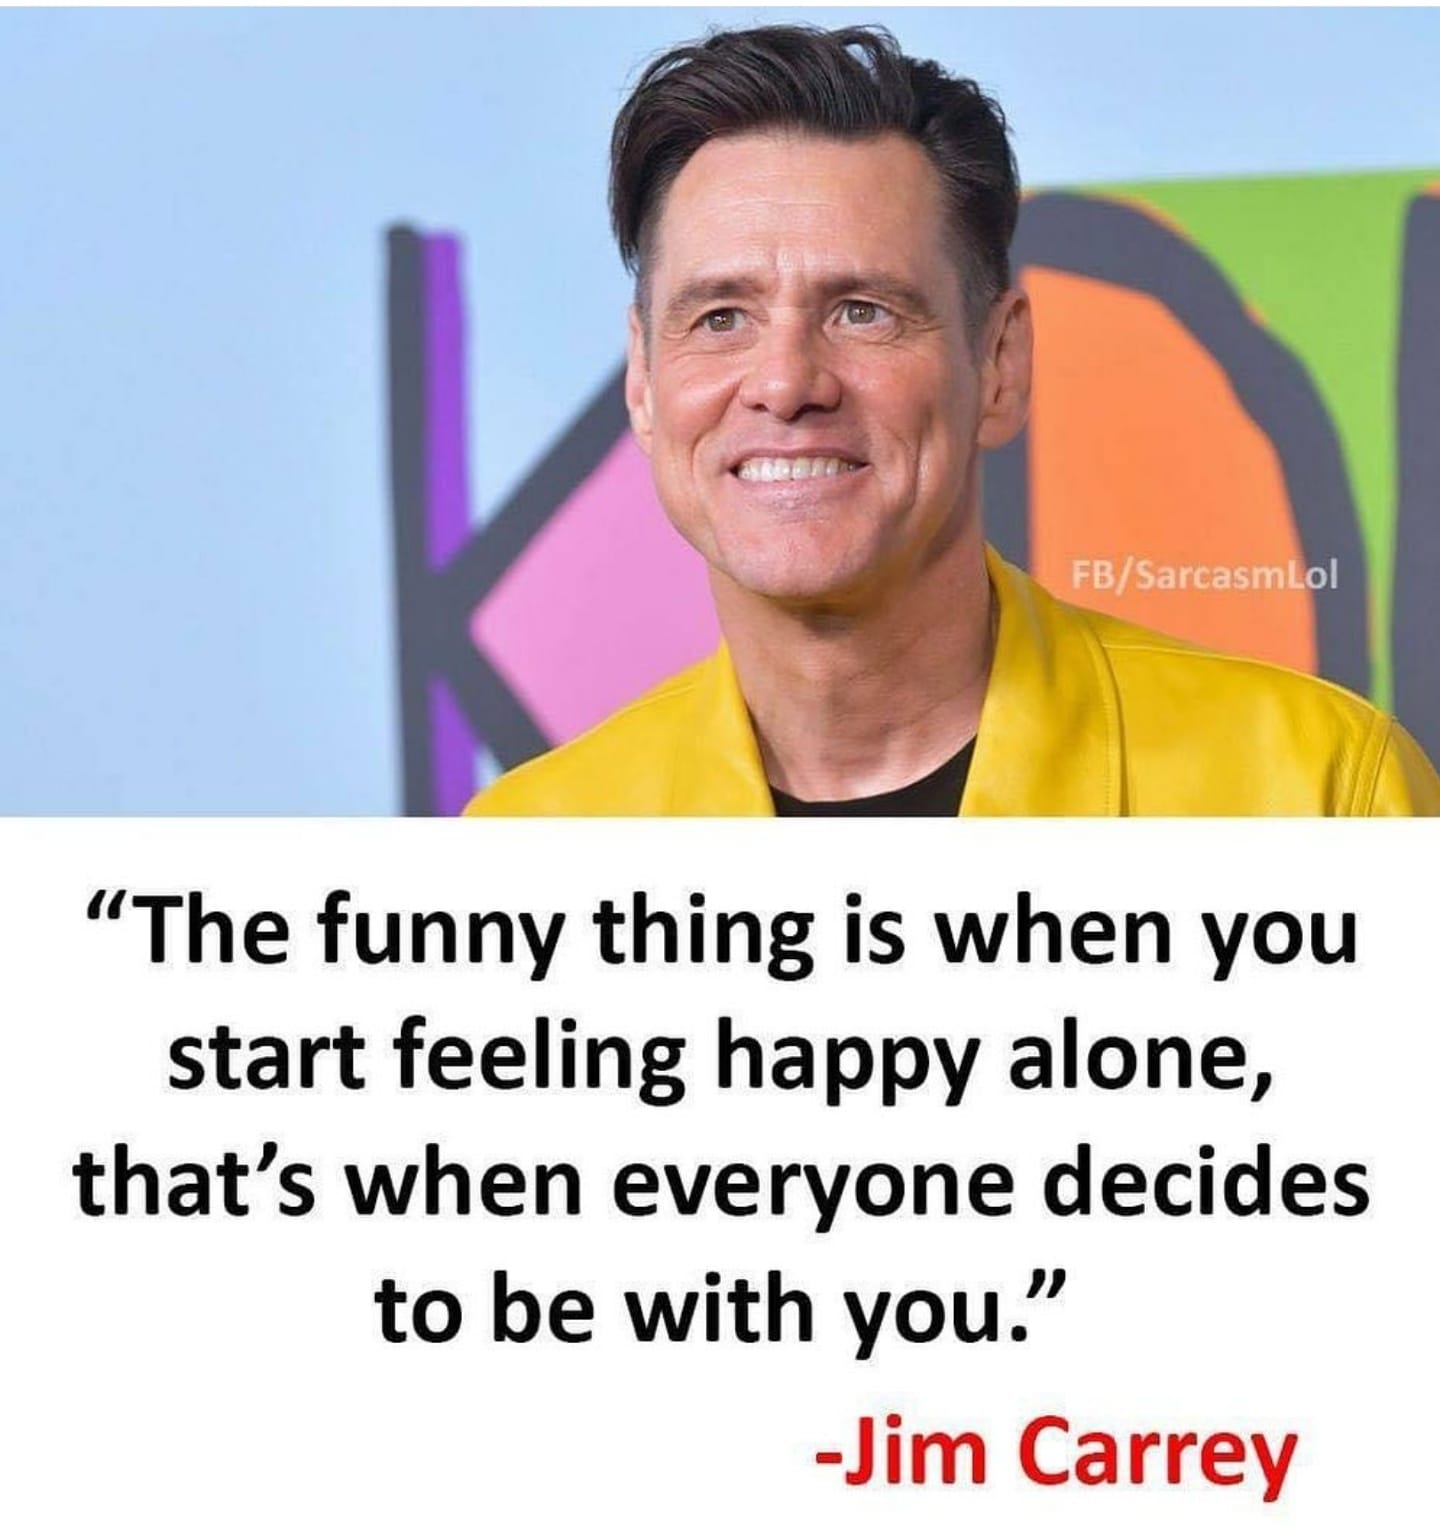 FB/SarcasmLol
“The funny thing is when you
start feeling happy alone,
that’s when everyone decides
to be with you.”
-Jim Carrey